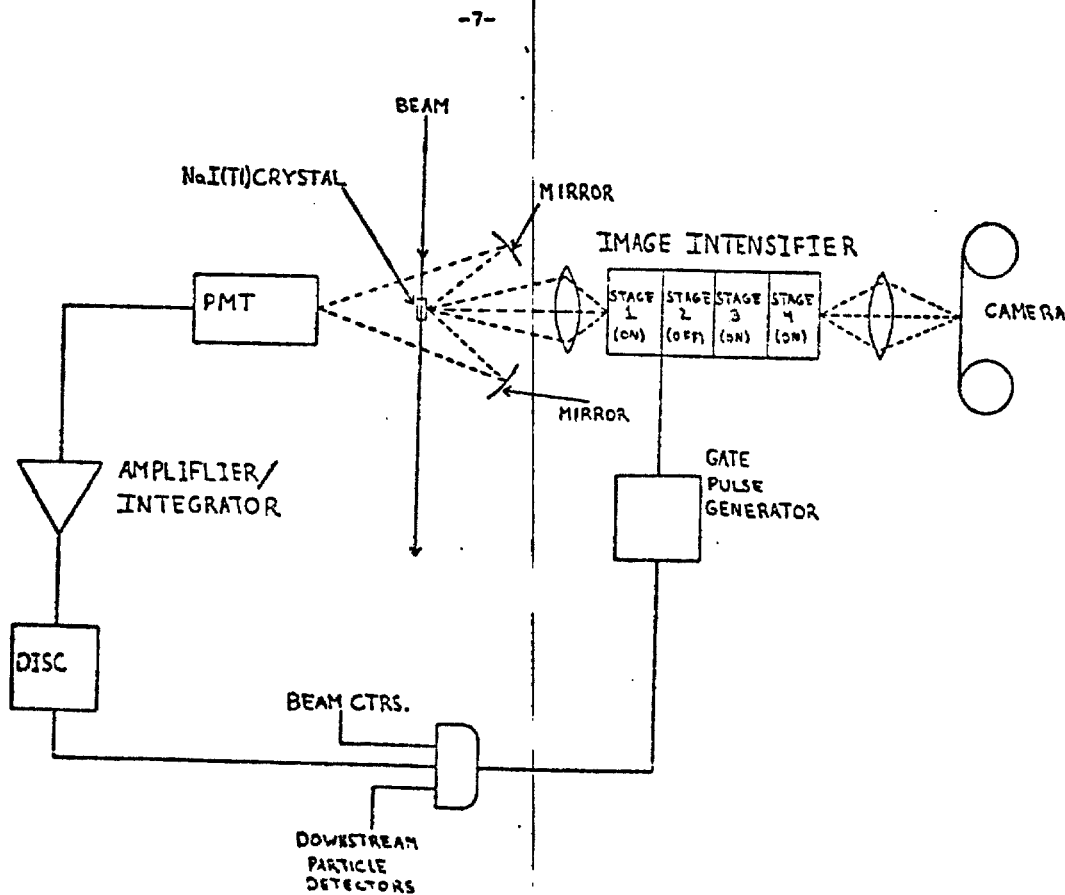 -7-
BEAM
NaI(Tl) CRYSTAL
MIRROR
IMAGE INTENSIFIER
PMT
STAGE
1
(ON)
STAGE
2
(OFF)
STAGE
3
(ON)
STAGE
4
(ON)
CAMERA
MIRROR
AMPLIFLIER/
INTEGRATOR
GATE
PULSE
GENERATOR
DISC
BEAM CTRS.
DOWNSTREAM
PARTICLE
DETECTORS